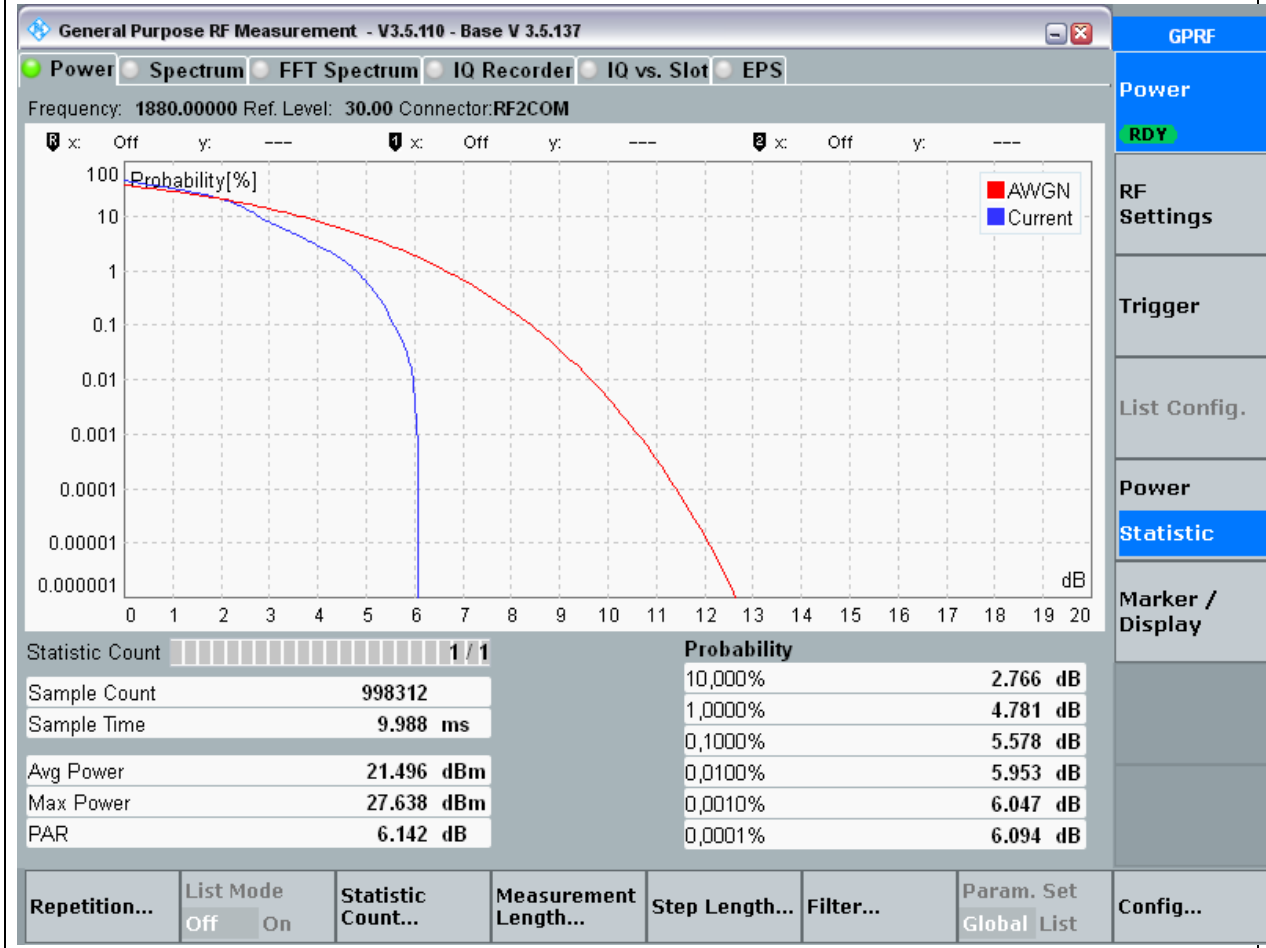 General Purpose RF Measurement - V3.5.110 - Base V 3.5.137
GPRF
Power Spectrum FFT Spectrum IQ Recorder IQ vs. Slot EPS
Frequency: 1880.00000 Ref. Level: 30.00 Connector:RF2COM
R x: Off y: --- 1 x: Off y: --- 2 x: Off y: ---
Probability[%]
100
10
1
0.1
0.01
0.001
0.0001
0.00001
0.000001
AWGN
Current
dB
0 1 2 3 4 5 6 7 8 9 10 11 12 13 14 15 16 17 18 19 20
Statistic Count 1 / 1
Sample Count 998312
Sample Time 9.988 ms
Avg Power 21.496 dBm
Max Power 27.638 dBm
PAR 6.142 dB
Probability
10,000% 2.766 dB
1,0000% 4.781 dB
0,1000% 5.578 dB
0,0100% 5.953 dB
0,0010% 6.047 dB
0,0001% 6.094 dB
Power
RDY
RF
Settings
Trigger
List Config.
Power
Statistic
Marker /
Display
Repetition...
List Mode
Off On
Statistic
Count...
Measurement
Length...
Step Length...
Filter...
Param. Set
Global List
Config...